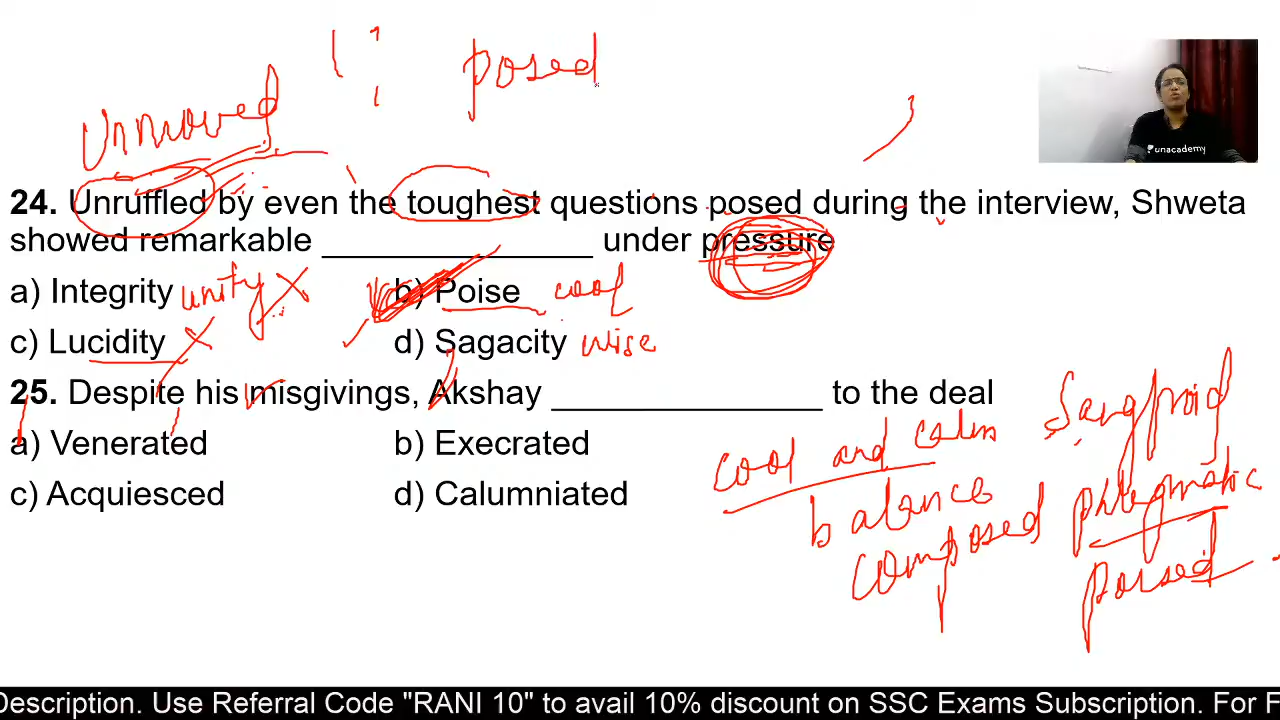 posed
unmoved
unacademy
24. Unruffled by even the toughest questions posed during the interview, Shweta
showed remarkable _______________ under pressure
a) Integrity unity b) Poise cool
c) Lucidity d) Sagacity wise
25. Despite his misgivings, Akshay _______________ to the deal
a) Venerated b) Execrated
c) Acquiesced d) Calumniated
cool and calm
balance
composed phlegmatic
Description. Use Referral Code "RANI 10" to avail 10% discount on SSC Exams Subscription. For F